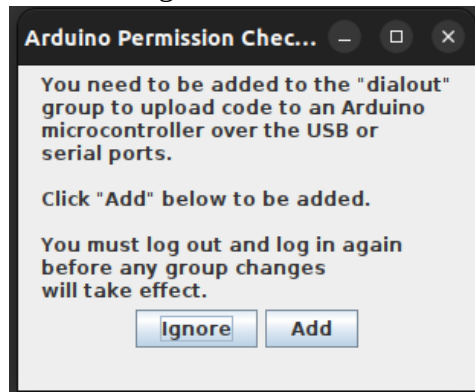 Arduino Permission Chec...
You need to be added to the "dialout"
group to upload code to an Arduino
microcontroller over the USB or
serial ports.
Click "Add" below to be added.
You must log out and log in again
before any group changes
will take effect.
Ignore
Add